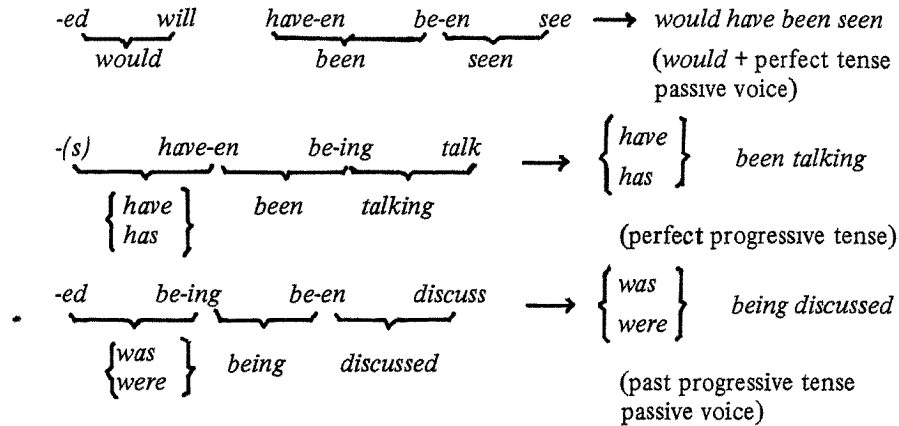 -ed will have-en be-en see → would have been seen
would been seen (would + perfect tense
passive voice)
-(s) have-en be-ing talk → have
has been talking
have been talking
has
(perfect progressive tense)
-ed be-ing be-en discuss → was
were being discussed
was being discussed
were
(past progressive tense
passive voice)